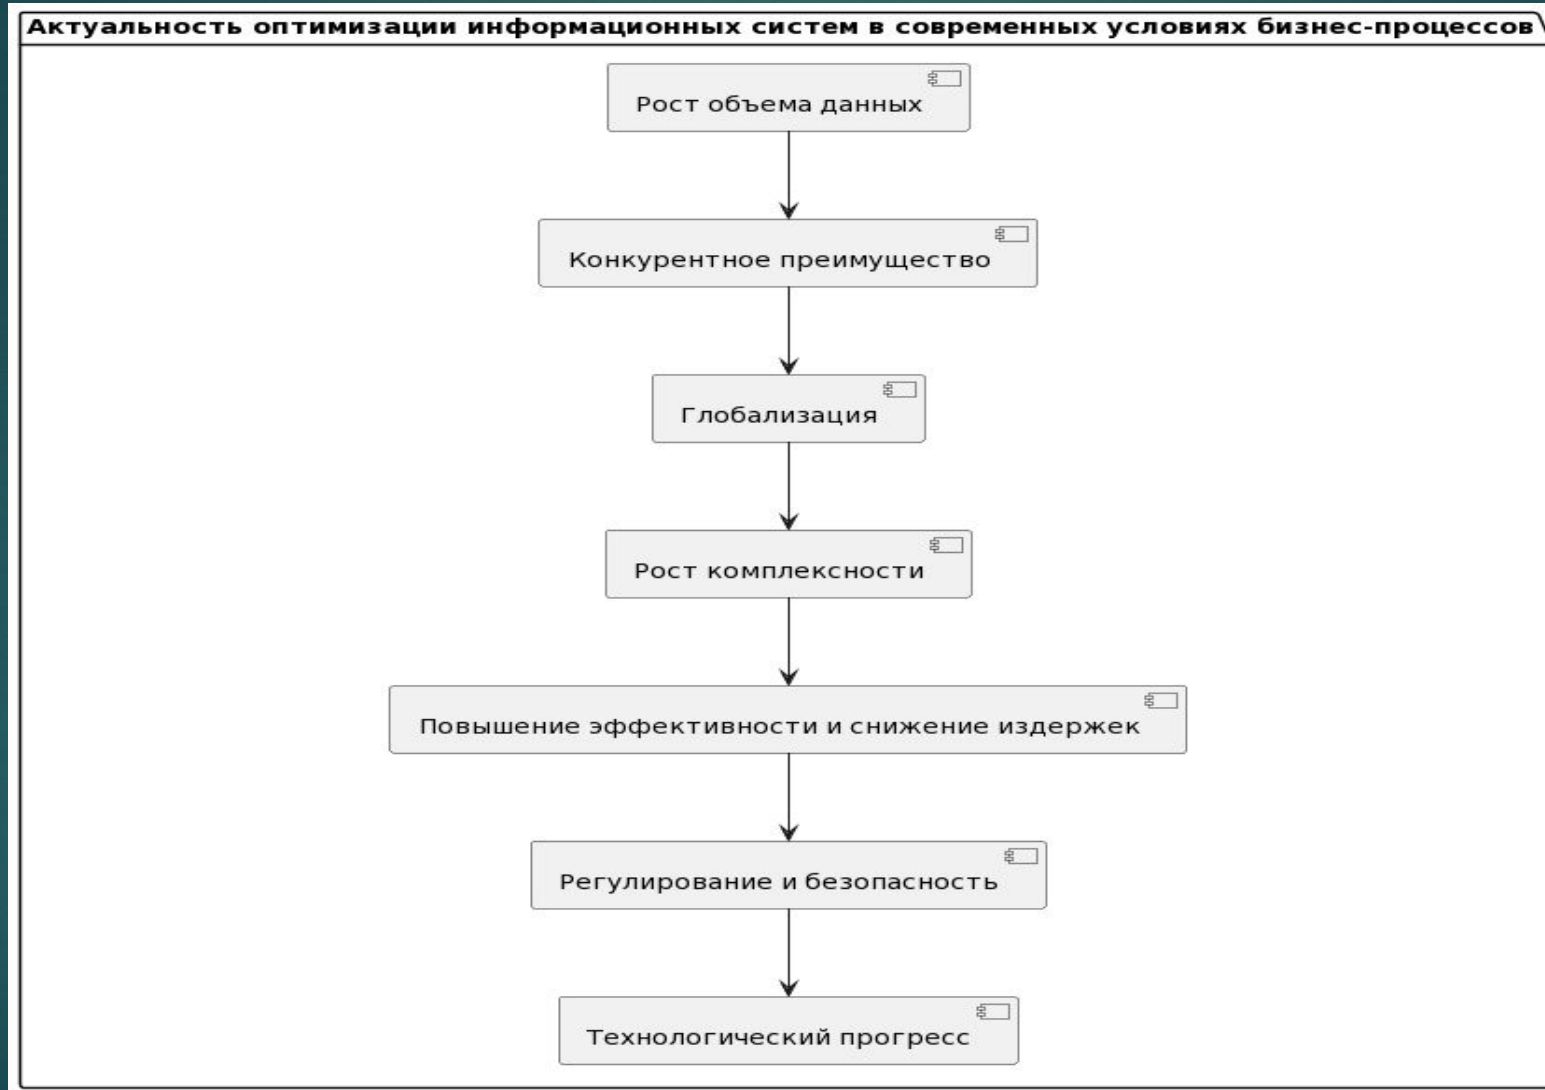 Актуальность оптимизации информационных систем в современных условиях бизнес-процессов
Рост объема данных
Конкурентное преимущество
Глобализация
Рост комплексности
Повышение эффективности и снижение издержек
Регулирование и безопасность
Технологический прогресс